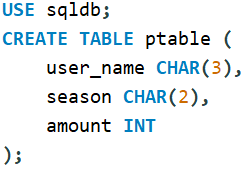 USE sqldb;
CREATE TABLE ptable (
    user_name CHAR(3),
    season CHAR(2),
    amount INT
);